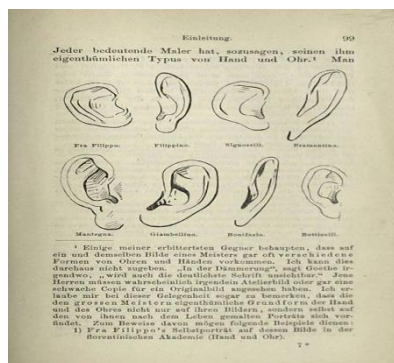 Einleitung. 99
Jeder bedeutende Maler hat, sozusagen, seinen ihm
eigenthümlichen Typus von Hand und Ohr.¹ Man
Fra Filippo. Filippino. Signorelli. Bramantino.
Mantegna. Giambellino. Bonifazio. Botticelli.
¹ Einige meiner erbittertsten Gegner behaupten, dass auf
ein und demselben Bilde eines Meisters gar oft verschiedene
Formen von Ohren und Händen vorkommen. Ich kann dies
durchaus nicht zugeben. „In der Dämmerung“, sagt Goethe ir-
gendwo, „wird auch die deutlichste Schrift unsichtbar.“ Jene
Herren müssen wahrscheinlich irgendein Atelierbild oder gar eine
schwache Copie für ein Originalbild angesehen haben. Ich er-
laube mir bei dieser Gelegenheit sogar zu bemerken, dass die
den grossen Meistern eigenthümliche Grundform der Hand
und des Ohres nicht nur auf ihren Bildern, sondern selbst auf
den von ihnen nach dem Leben gemalten Porträts sich vor-
findet. Zum Beweise davon mögen folgende Beispiele dienen:
1) Fra Filippo's Selbstporträt auf dessen Bilde in der
florentinischen Akademie (Hand und Ohr).
7*